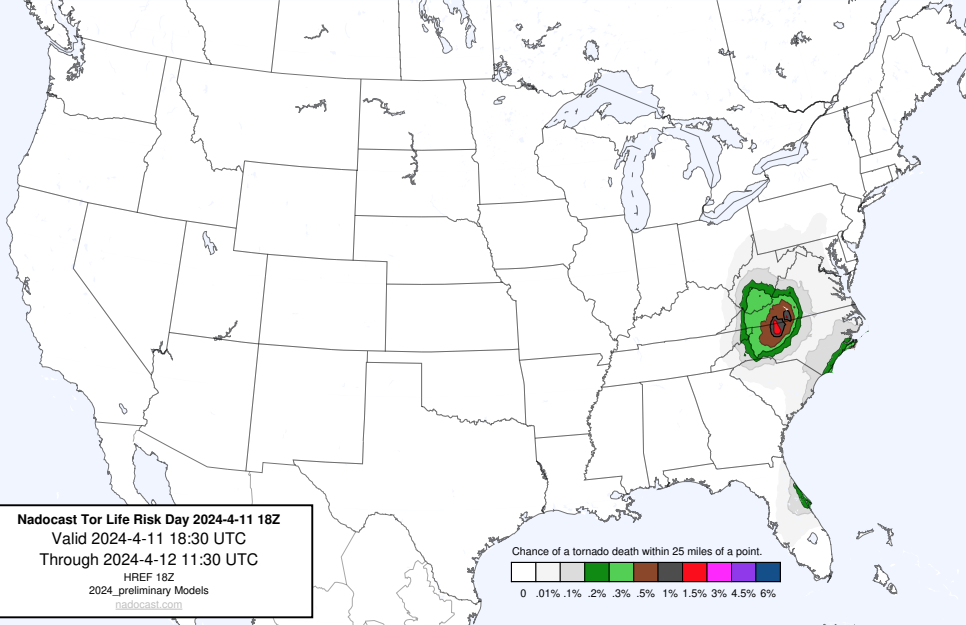 Nadocast Tor Life Risk Day 2024-4-11 18Z
Valid 2024-4-11 18:30 UTC
Through 2024-4-12 11:30 UTC
HREF 18Z
2024_preliminary Models
nadocast.com
Chance of a tornado death within 25 miles of a point.
0 .01% .1% .2% .3% .5% 1% 1.5% 3% 4.5% 6%